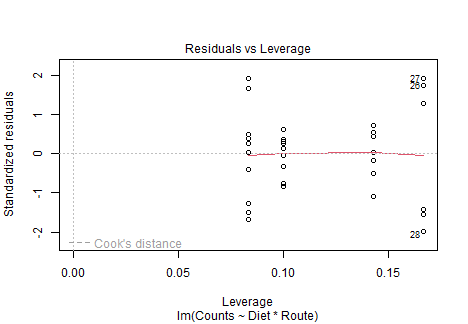 Residuals vs Leverage
Standardized residuals
2
1
0
-1
-2
27
26
28
Cook's distance
0.00
0.05
0.10
0.15
Leverage
lm(Counts ~ Diet * Route)